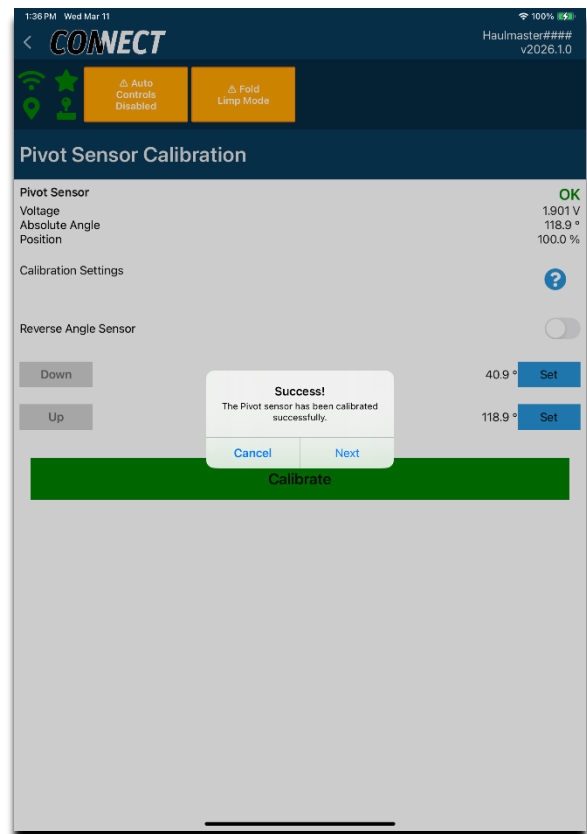 1:36 PM Wed Mar 11
100%
CONNECT
Haulmaster####
v2026.1.0
⚠ Auto
Controls
Disabled
⚠ Fold
Limp Mode
Pivot Sensor Calibration
Pivot Sensor OK
Voltage 1.901 V
Absolute Angle 118.9 °
Position 100.0 %
Calibration Settings ?
Reverse Angle Sensor
Down 40.9 ° Set
Up 118.9 ° Set
Success!
The Pivot sensor has been calibrated
successfully.
Cancel Next
Calibrate